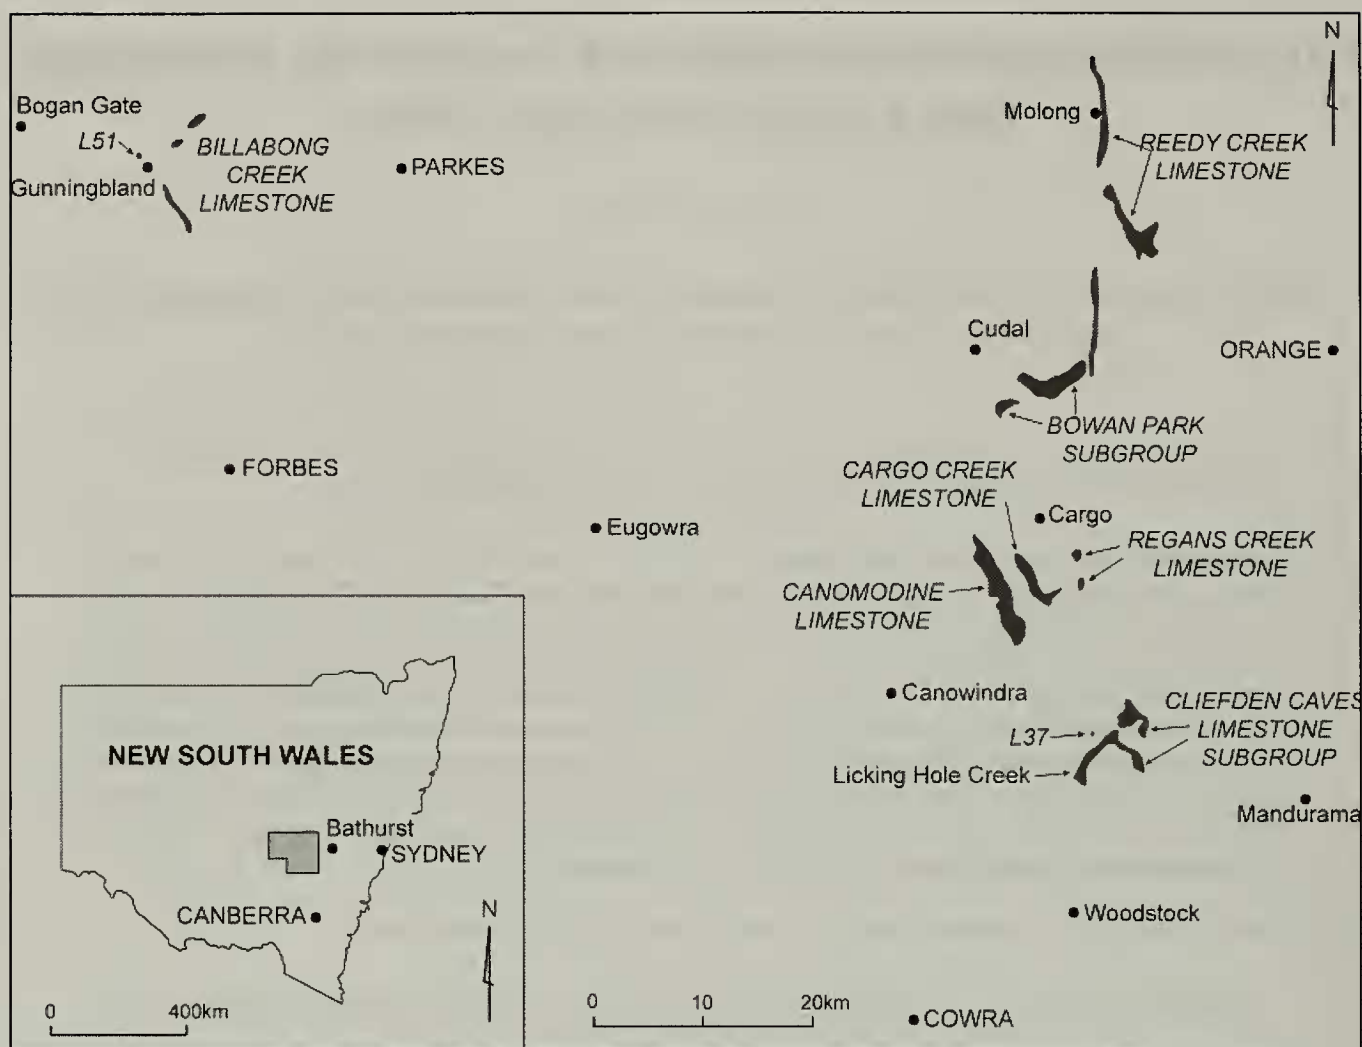 N
Bogan Gate
L51
BILLABONG
CREEK
LIMESTONE
Gunningbland
PARKES
Molong
REEDY CREEK
LIMESTONE
Cudal
ORANGE
BOWAN PARK
SUBGROUP
FORBES
CARGO CREEK
LIMESTONE
Cargo
Eugowra
REGANS CREEK
LIMESTONE
CANOMODINE
LIMESTONE
Canowindra
CLIEFDEN CAVES
LIMESTONE
SUBGROUP
L37
Licking Hole Creek
Mandurama
Woodstock
COWRA
0 10 20km
NEW SOUTH WALES
Bathurst
SYDNEY
CANBERRA
N
0 400km